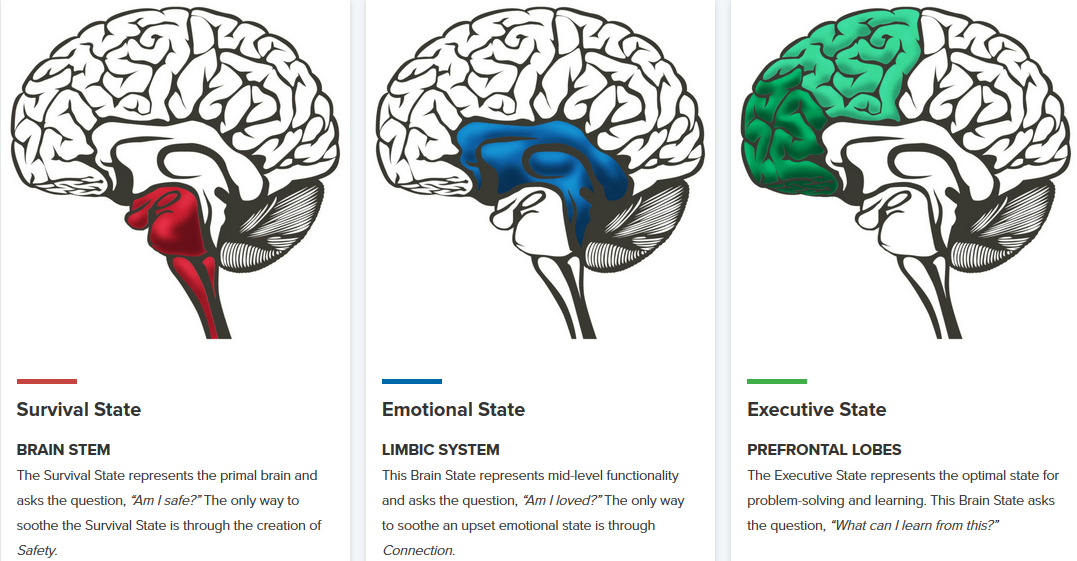 Survival State
BRAIN STEM
The Survival State represents the primal brain and
asks the question, “Am I safe?” The only way to
soothe the Survival State is through the creation of
Safety.
Emotional State
LIMBIC SYSTEM
This Brain State represents mid-level functionality
and asks the question, “Am I loved?” The only way
to soothe an upset emotional state is through
Connection.
Executive State
PREFRONTAL LOBES
The Executive State represents the optimal state for
problem-solving and learning. This Brain State asks
the question, “What can I learn from this?”